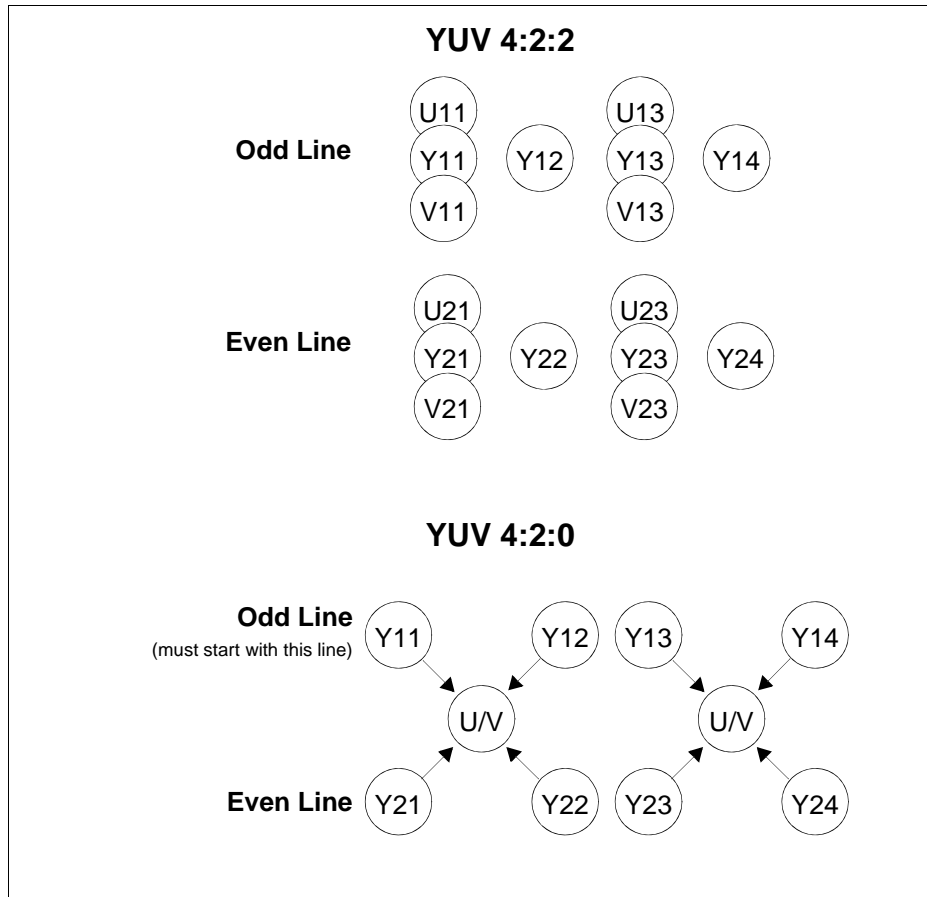 YUV 4:2:2
U11 U13
Odd Line Y11 Y12 Y13 Y14
V11 V13
U21 U23
Even Line Y21 Y22 Y23 Y24
V21 V23
YUV 4:2:0
Odd Line
(must start with this line)
Y11 Y12 Y13 Y14
U/V U/V
Even Line Y21 Y22 Y23 Y24